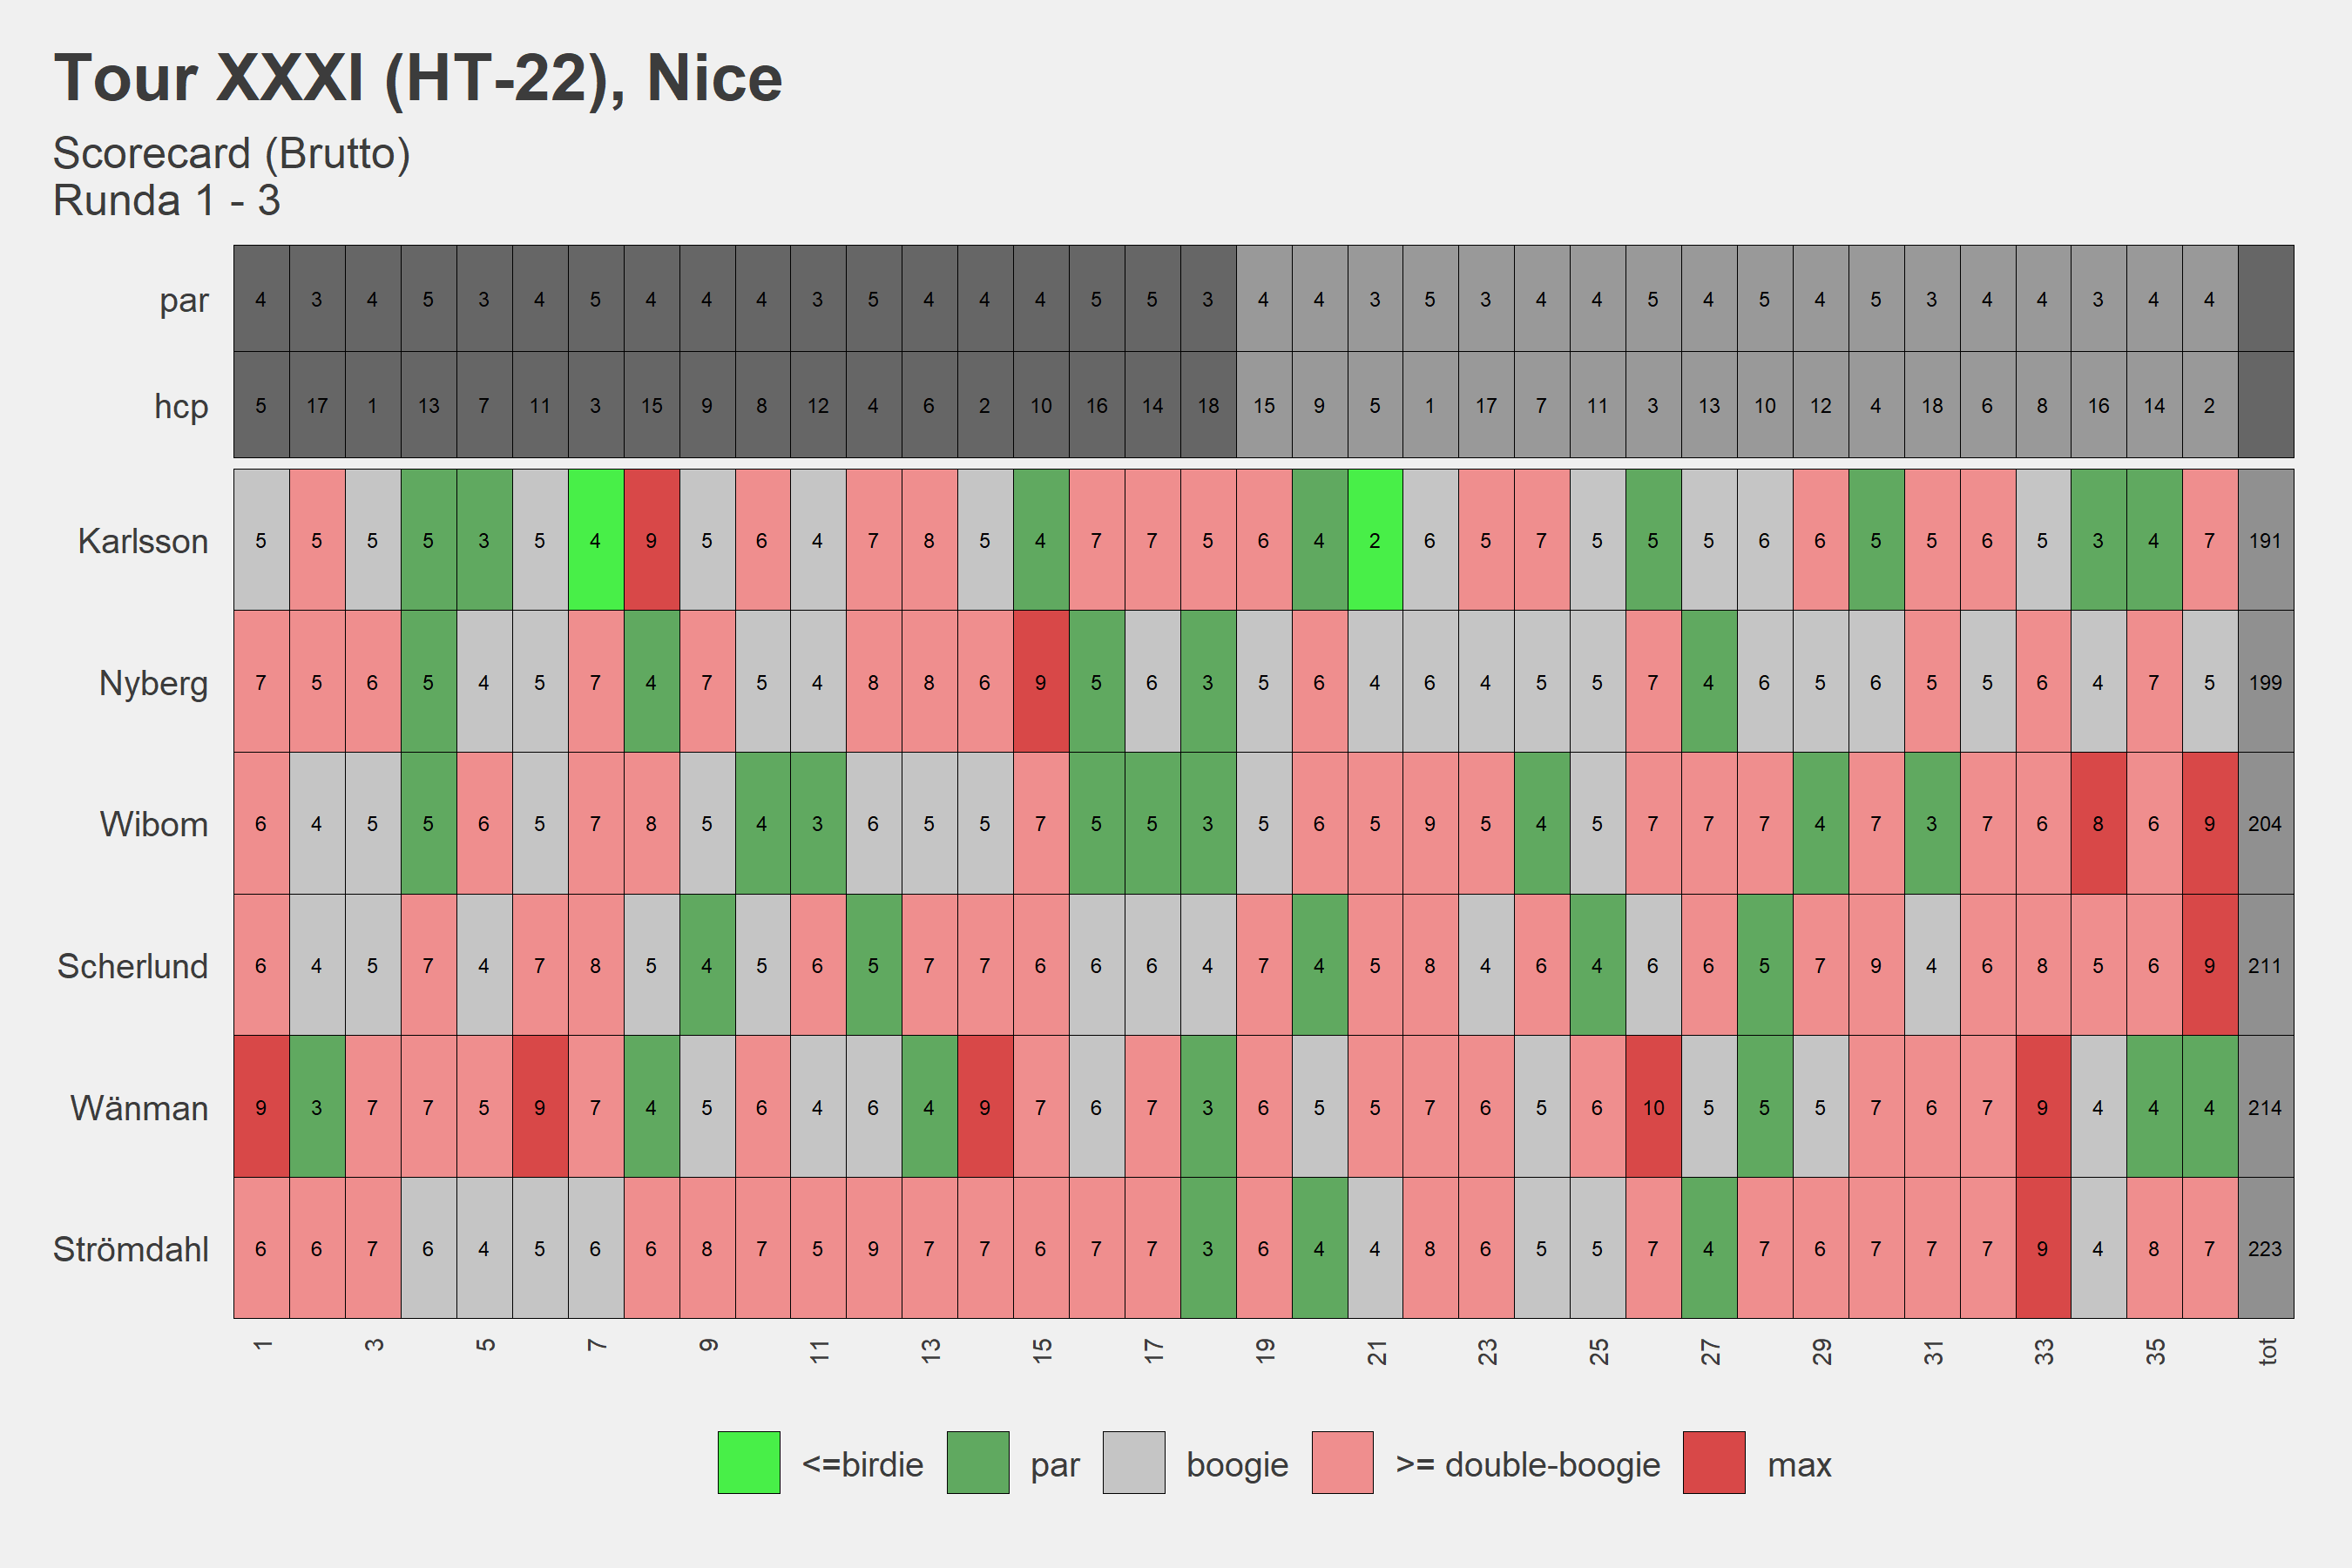 Tour XXXI (HT-22), Nice
Scorecard (Brutto)
Runda 1 - 3
par 4 3 4 5 3 4 5 4 4 4 3 5 4 4 4 5 5 3 4 4 3 5 3 4 4 5 4 5 4 5 3 4 4 3 4 4
hcp 5 17 1 13 7 11 3 15 9 8 12 4 6 2 10 16 14 18 15 9 5 1 17 7 11 3 13 10 12 4 18 6 8 16 14 2
Karlsson 5 5 5 5 3 5 4 9 5 6 4 7 8 5 4 7 7 5 6 4 2 6 5 7 5 5 5 6 6 5 5 6 5 3 4 7 191
Nyberg 7 5 6 5 4 5 7 4 7 5 4 8 8 6 9 5 6 3 5 6 4 6 4 5 5 7 4 6 5 6 5 5 6 4 7 5 199
Wibom 6 4 5 5 6 5 7 8 5 4 3 6 5 5 7 5 5 3 5 6 5 9 5 4 5 7 7 7 4 7 3 7 6 8 6 9 204
Scherlund 6 4 5 7 4 7 8 5 4 5 6 5 7 7 6 6 6 4 7 4 5 8 4 6 4 6 6 5 7 9 4 6 8 5 6 9 211
Wänman 9 3 7 7 5 9 7 4 5 6 4 6 4 9 7 6 7 3 6 5 5 7 6 5 6 10 5 5 5 7 6 7 9 4 4 4 214
Strömdahl 6 6 7 6 4 5 6 6 8 7 5 9 7 7 6 7 7 3 6 4 4 8 6 5 5 7 4 7 6 7 7 7 9 4 8 7 223
1 3 5 7 9 11 13 15 17 19 21 23 25 27 29 31 33 35 tot
<=birdie par boogie >= double-boogie max